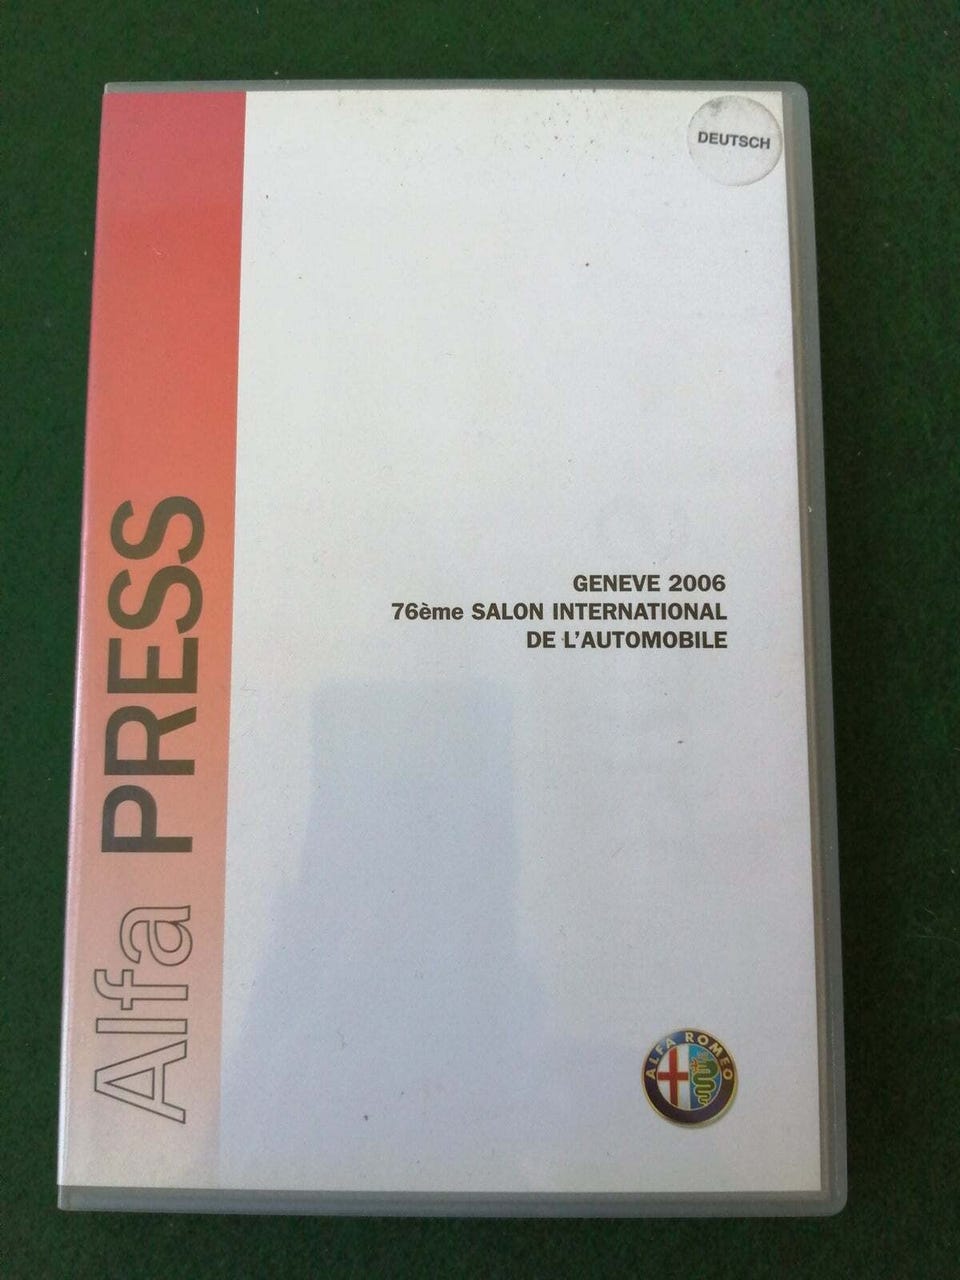 DEUTSCH
Alfa PRESS
GENEVE 2006
76ème SALON INTERNATIONAL
DE L'AUTOMOBILE
ALFA ROMEO